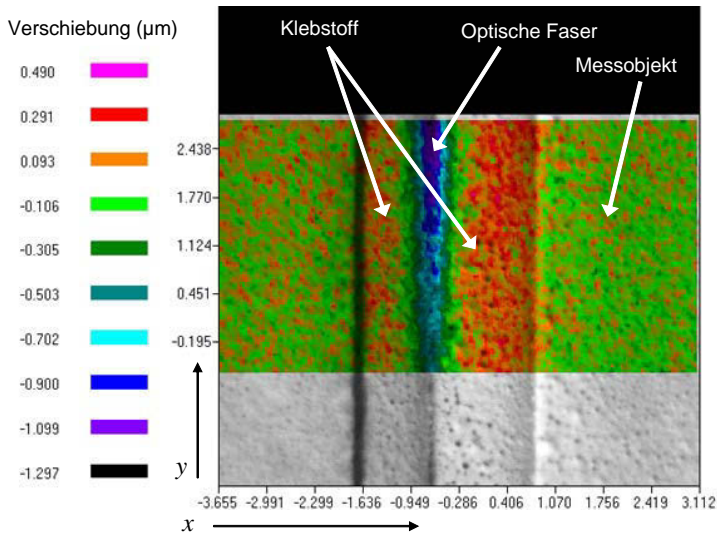 Verschiebung (µm)
Klebstoff
Optische Faser
Messobjekt
0.490
0.291
0.093
-0.106
-0.305
-0.503
-0.702
-0.900
-1.099
-1.297
2.438
1.770
1.124
0.451
-0.195
y
-3.655 -2.991 -2.299 -1.636 -0.949 -0.286 0.406 1.070 1.756 2.419 3.112
x